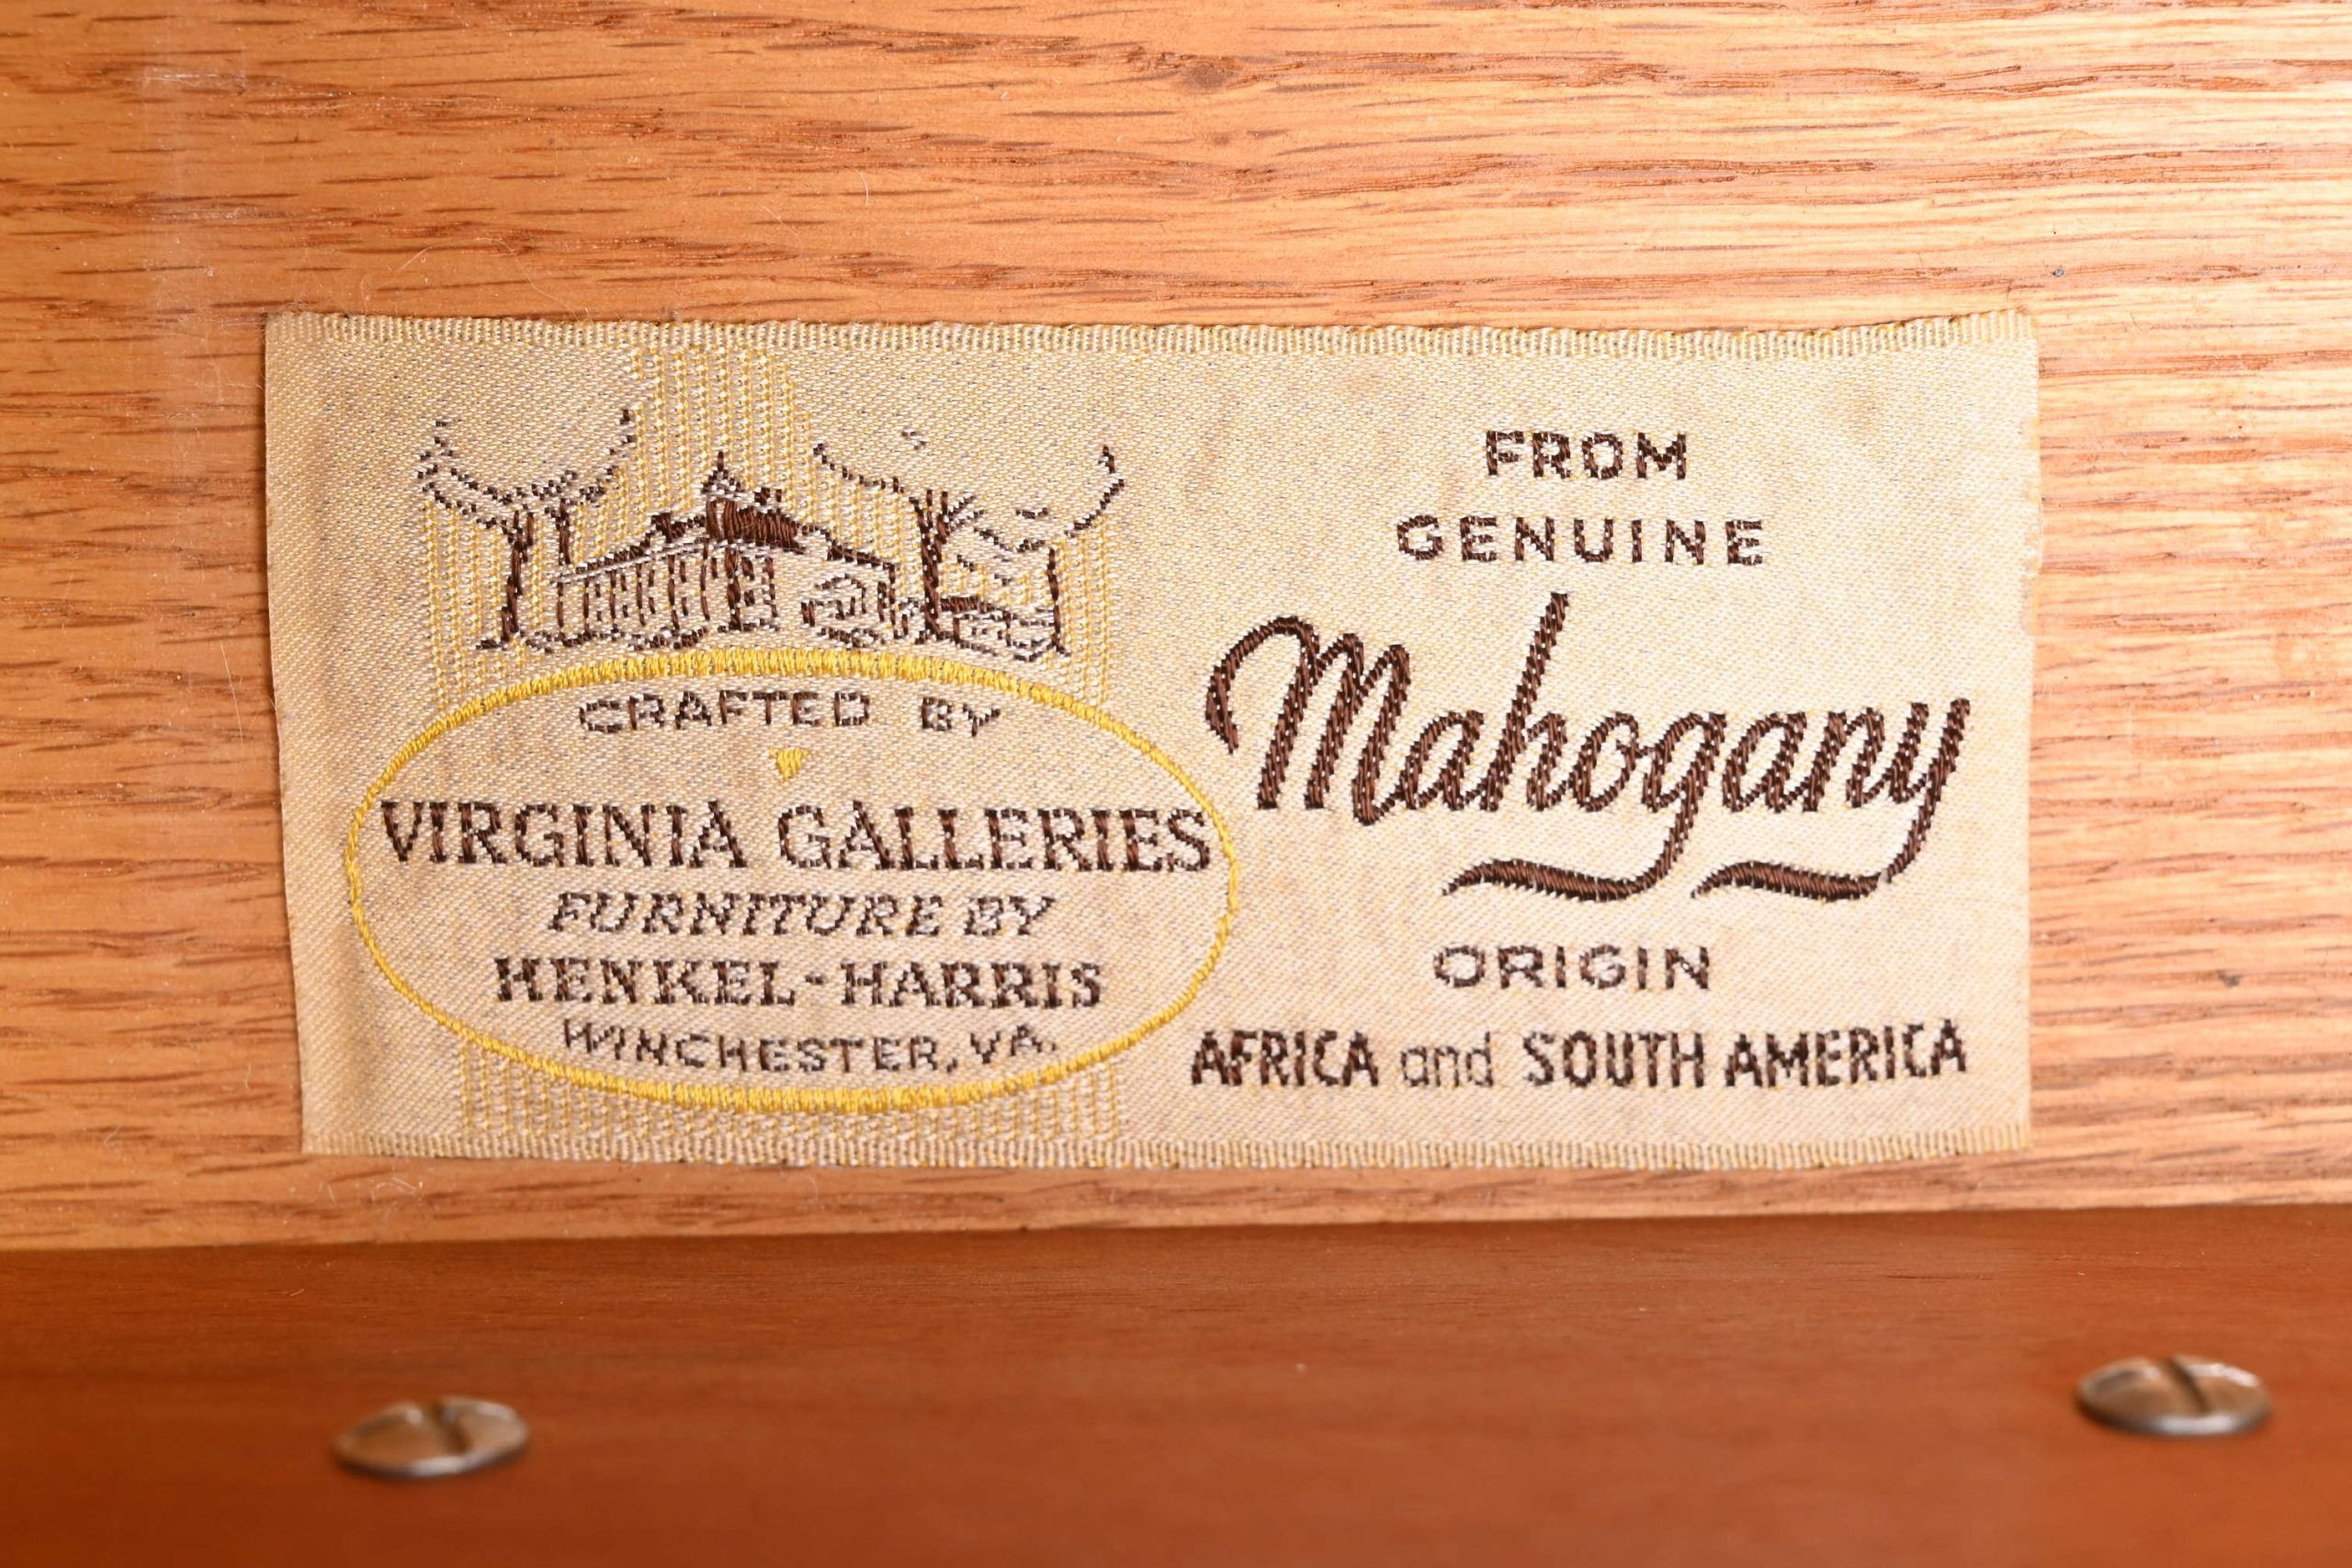 CRAFTED BY
VIRGINIA GALLERIES
FURNITURE BY
HENKEL-HARRIS
WINCHESTER, VA.
FROM
GENUINE
Mahogany
ORIGIN
AFRICA and SOUTH AMERICA